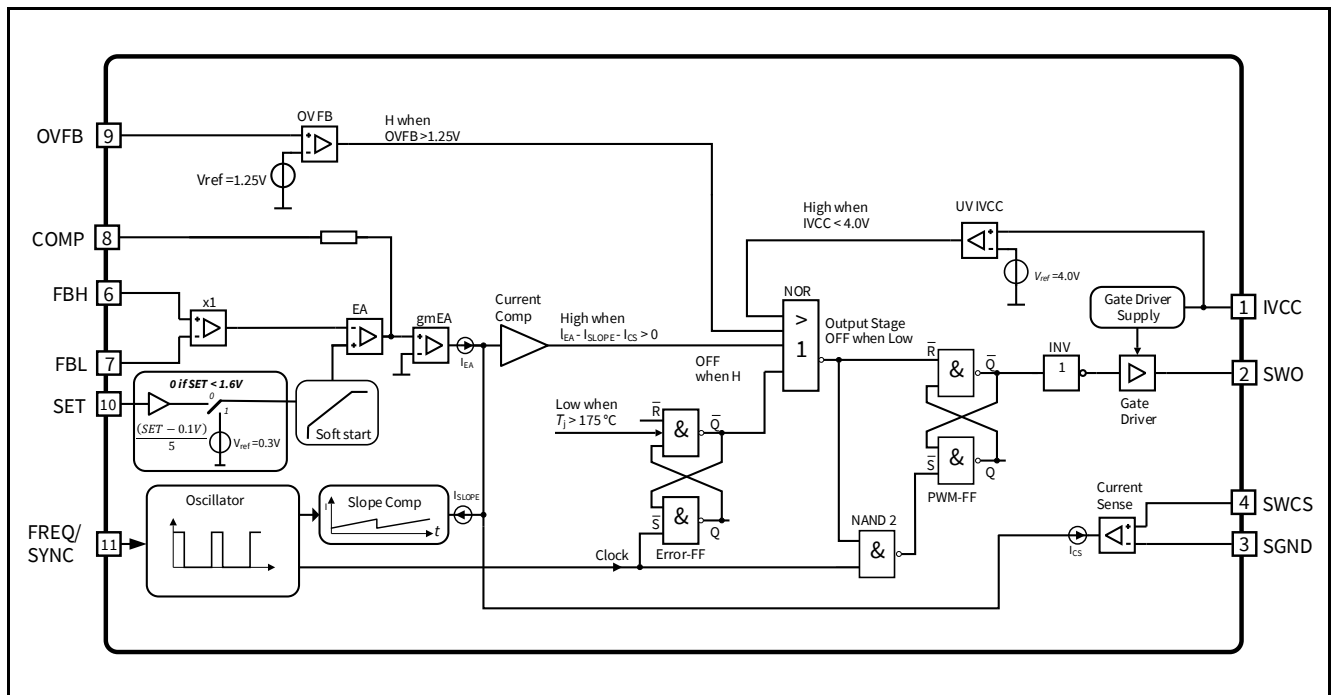 OVFB
9
OVFB
H when
OVFB >1.25V
Vref =1.25V
COMP
8
High when
IVCC < 4.0V
UV IVCC
Vref =4.0V
FBH
6
x1
EA
gmEA
IEA
Current
Comp
High when
IEA - ISLOPE - ICS > 0
NOR
>
1
Output Stage
OFF when Low
Gate Driver
Supply
1
IVCC
FBL
7
OFF
when H
R
&
Q
INV
1
Gate
Driver
2
SWO
SET
10
0 if SET < 1.6V
0
1
(SET − 0.1V)
5
Vref =0.3V
Soft start
Low when
Tj > 175 °C
R
&
Q
S
&
Q
PWM-FF
FREQ/
SYNC
11
Oscillator
Slope Comp
I
t
ISLOPE
S
&
Q
Error-FF
Clock
NAND 2
&
Current
Sense
ICS
4
SWCS
3
SGND